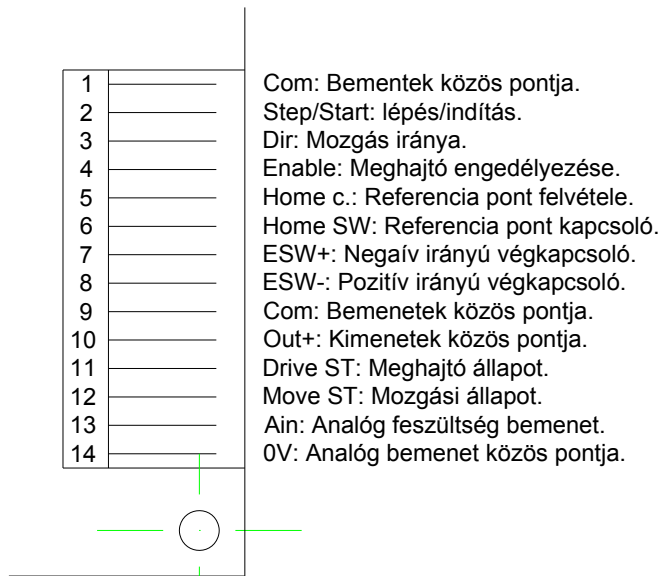 1 Com: Bementek közös pontja.
2 Step/Start: lépés/indítás.
3 Dir: Mozgás iránya.
4 Enable: Meghajtó engedélyezése.
5 Home c.: Referencia pont felvétele.
6 Home SW: Referencia pont kapcsoló.
7 ESW+: Negaív irányú végkapcsoló.
8 ESW-: Pozitív irányú végkapcsoló.
9 Com: Bemenetek közös pontja.
10 Out+: Kimenetek közös pontja.
11 Drive ST: Meghajtó állapot.
12 Move ST: Mozgási állapot.
13 Ain: Analóg feszültség bemenet.
14 0V: Analóg bemenet közös pontja.